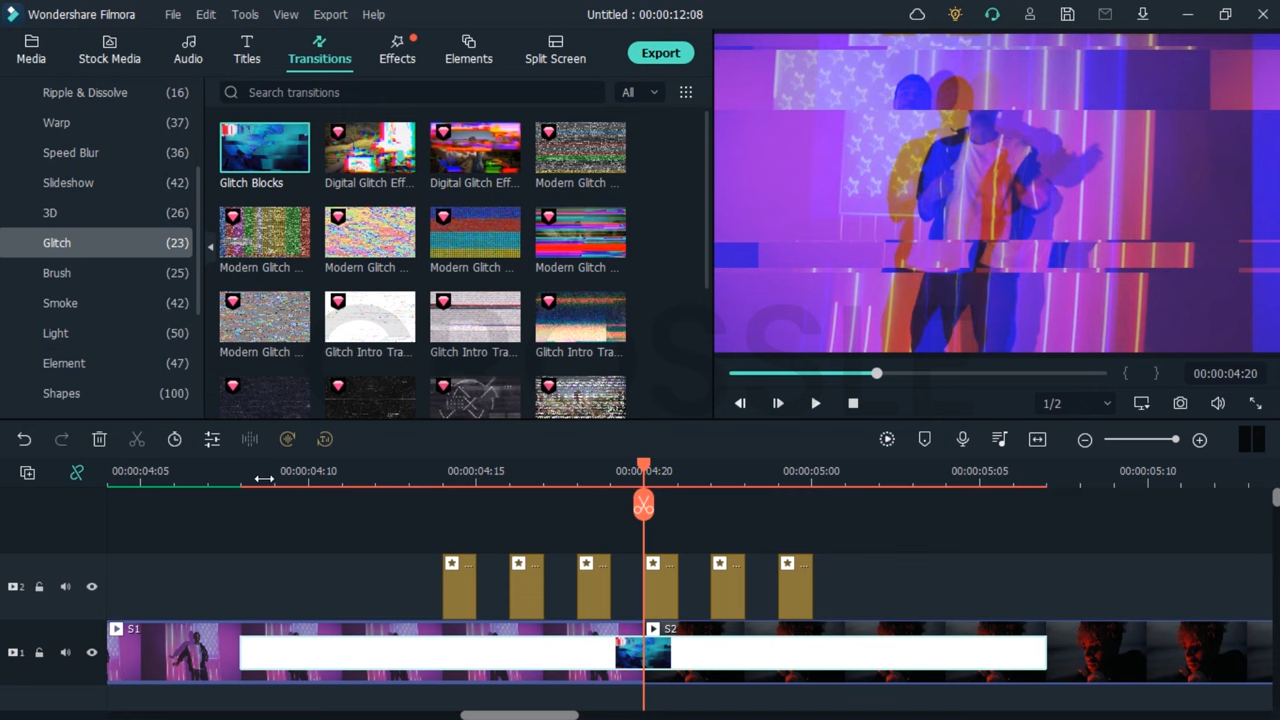 Wondershare Filmora File Edit Tools View Export Help Untitled : 00:00:12:08
Media Stock Media Audio Titles Transitions Effects Elements Split Screen Export
Ripple & Dissolve (16)
Warp (37)
Speed Blur (36)
Slideshow (42)
3D (26)
Glitch (23)
Brush (25)
Smoke (42)
Light (50)
Element (47)
Shapes (100)
Search transitions All
Glitch Blocks Digital Glitch Eff... Digital Glitch Eff... Modern Glitch ...
Modern Glitch ... Modern Glitch ... Modern Glitch ... Modern Glitch ...
Modern Glitch ... Glitch Intro Tra... Glitch Intro Tra... Glitch Intro Tra...
00:00:04:20
1/2
00:00:04:05 00:00:04:10 00:00:04:15 00:00:04:20 00:00:05:00 00:00:05:05 00:00:05:10
2
... ... ... ... ... ...
1
S1 S2